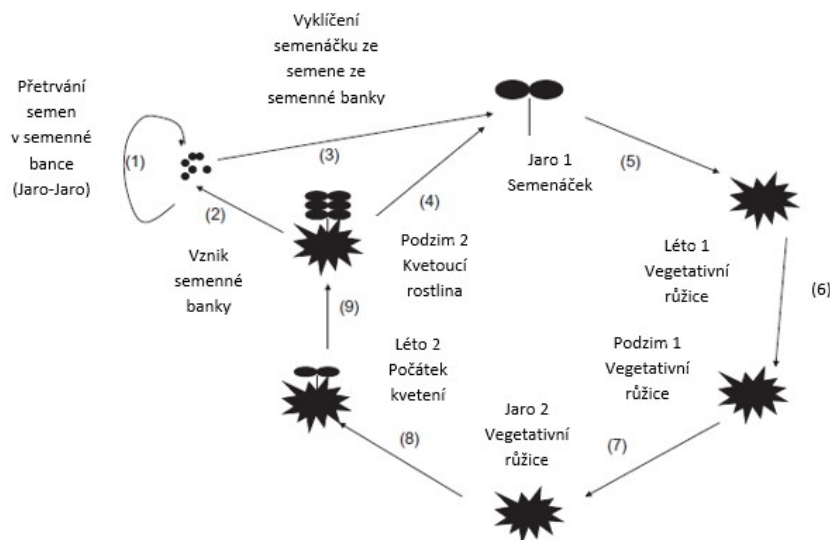 Vyklíčení
semenáčku ze
semene ze
semenné banky
Přetrvání
semen
v semenné
bance
(Jaro-Jaro)
(1)
(3)
(2)
(4)
Vznik
semenné
banky
Jaro 1
Semenáček
(5)
Podzim 2
Kvetoucí
rostlina
Léto 1
Vegetativní
růžice
(6)
(9)
Léto 2
Počátek
kvetení
Podzim 1
Vegetativní
růžice
(8)
Jaro 2
Vegetativní
růžice
(7)